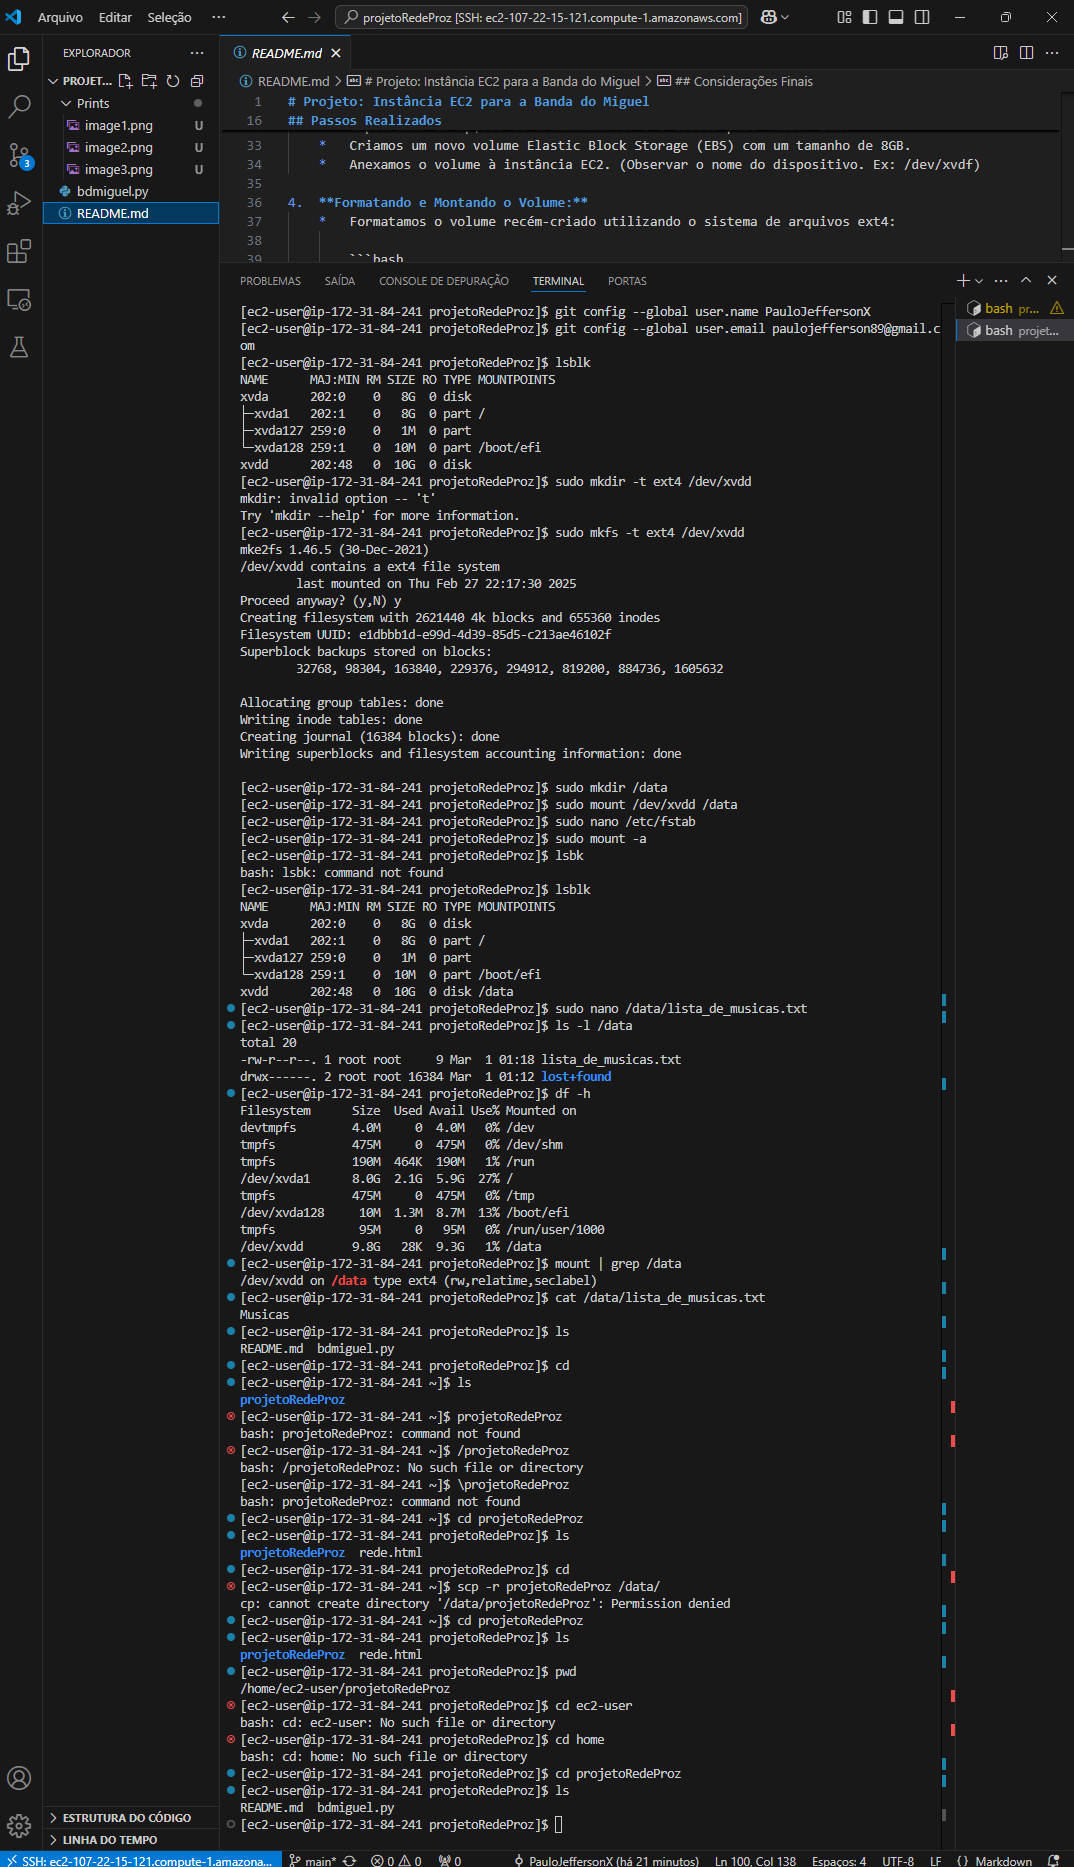 Arquivo Editar Seleção ··· projetoRedeProz [SSH: ec2-107-22-15-121.compute-1.amazonaws.com]
EXPLORADOR ···
README.md
PROJET...
README.md > # Projeto: Instância EC2 para a Banda do Miguel > ## Considerações Finais
Prints
image1.png U
image2.png U
image3.png U
bdmiguel.py
README.md
3
1 # Projeto: Instância EC2 para a Banda do Miguel
16 ## Passos Realizados
33 * Criamos um novo volume Elastic Block Storage (EBS) com um tamanho de 8GB.
34 * Anexamos o volume à instância EC2. (Observar o nome do dispositivo. Ex: /dev/xvdf)
35
36 4. **Formatando e Montando o Volume:**
37 * Formatamos o volume recém-criado utilizando o sistema de arquivos ext4:
38
39 ```bash
PROBLEMAS SAÍDA CONSOLE DE DEPURAÇÃO TERMINAL PORTAS
bash pr...
bash projet...
[ec2-user@ip-172-31-84-241 projetoRedeProz]$ git config --global user.name PauloJeffersonX
[ec2-user@ip-172-31-84-241 projetoRedeProz]$ git config --global user.email paulojefferson89@gmail.c
om
[ec2-user@ip-172-31-84-241 projetoRedeProz]$ lsblk
NAME MAJ:MIN RM SIZE RO TYPE MOUNTPOINTS
xvda 202:0 0 8G 0 disk
├─xvda1 202:1 0 8G 0 part /
├─xvda127 259:0 0 1M 0 part
└─xvda128 259:1 0 10M 0 part /boot/efi
xvdd 202:48 0 10G 0 disk
[ec2-user@ip-172-31-84-241 projetoRedeProz]$ sudo mkdir -t ext4 /dev/xvdd
mkdir: invalid option -- 't'
Try 'mkdir --help' for more information.
[ec2-user@ip-172-31-84-241 projetoRedeProz]$ sudo mkfs -t ext4 /dev/xvdd
mke2fs 1.46.5 (30-Dec-2021)
/dev/xvdd contains a ext4 file system
last mounted on Thu Feb 27 22:17:30 2025
Proceed anyway? (y,N) y
Creating filesystem with 2621440 4k blocks and 655360 inodes
Filesystem UUID: e1dbbb1d-e99d-4d39-85d5-c213ae46102f
Superblock backups stored on blocks:
32768, 98304, 163840, 229376, 294912, 819200, 884736, 1605632
Allocating group tables: done
Writing inode tables: done
Creating journal (16384 blocks): done
Writing superblocks and filesystem accounting information: done
[ec2-user@ip-172-31-84-241 projetoRedeProz]$ sudo mkdir /data
[ec2-user@ip-172-31-84-241 projetoRedeProz]$ sudo mount /dev/xvdd /data
[ec2-user@ip-172-31-84-241 projetoRedeProz]$ sudo nano /etc/fstab
[ec2-user@ip-172-31-84-241 projetoRedeProz]$ sudo mount -a
[ec2-user@ip-172-31-84-241 projetoRedeProz]$ lsbk
bash: lsbk: command not found
[ec2-user@ip-172-31-84-241 projetoRedeProz]$ lsblk
NAME MAJ:MIN RM SIZE RO TYPE MOUNTPOINTS
xvda 202:0 0 8G 0 disk
├─xvda1 202:1 0 8G 0 part /
├─xvda127 259:0 0 1M 0 part
└─xvda128 259:1 0 10M 0 part /boot/efi
xvdd 202:48 0 10G 0 disk /data
[ec2-user@ip-172-31-84-241 projetoRedeProz]$ sudo nano /data/lista_de_musicas.txt
[ec2-user@ip-172-31-84-241 projetoRedeProz]$ ls -l /data
total 20
-rw-r--r--. 1 root root 9 Mar 1 01:18 lista_de_musicas.txt
drwx------. 2 root root 16384 Mar 1 01:12 lost+found
[ec2-user@ip-172-31-84-241 projetoRedeProz]$ df -h
Filesystem Size Used Avail Use% Mounted on
devtmpfs 4.0M 0 4.0M 0% /dev
tmpfs 475M 0 475M 0% /dev/shm
tmpfs 190M 464K 190M 1% /run
/dev/xvda1 8.0G 2.1G 5.9G 27% /
tmpfs 475M 0 475M 0% /tmp
/dev/xvda128 10M 1.3M 8.7M 13% /boot/efi
tmpfs 95M 0 95M 0% /run/user/1000
/dev/xvdd 9.8G 28K 9.3G 1% /data
[ec2-user@ip-172-31-84-241 projetoRedeProz]$ mount | grep /data
/dev/xvdd on /data type ext4 (rw,relatime,seclabel)
[ec2-user@ip-172-31-84-241 projetoRedeProz]$ cat /data/lista_de_musicas.txt
Musicas
[ec2-user@ip-172-31-84-241 projetoRedeProz]$ ls
README.md bdmiguel.py
[ec2-user@ip-172-31-84-241 projetoRedeProz]$ cd
[ec2-user@ip-172-31-84-241 ~]$ ls
projetoRedeProz
[ec2-user@ip-172-31-84-241 ~]$ projetoRedeProz
bash: projetoRedeProz: command not found
[ec2-user@ip-172-31-84-241 ~]$ /projetoRedeProz
bash: /projetoRedeProz: No such file or directory
[ec2-user@ip-172-31-84-241 ~]$ \projetoRedeProz
bash: projetoRedeProz: command not found
[ec2-user@ip-172-31-84-241 ~]$ cd projetoRedeProz
[ec2-user@ip-172-31-84-241 projetoRedeProz]$ ls
projetoRedeProz rede.html
[ec2-user@ip-172-31-84-241 projetoRedeProz]$ cd
[ec2-user@ip-172-31-84-241 ~]$ scp -r projetoRedeProz /data/
cp: cannot create directory '/data/projetoRedeProz': Permission denied
[ec2-user@ip-172-31-84-241 ~]$ cd projetoRedeProz
[ec2-user@ip-172-31-84-241 projetoRedeProz]$ ls
projetoRedeProz rede.html
[ec2-user@ip-172-31-84-241 projetoRedeProz]$ pwd
/home/ec2-user/projetoRedeProz
[ec2-user@ip-172-31-84-241 projetoRedeProz]$ cd ec2-user
bash: cd: ec2-user: No such file or directory
[ec2-user@ip-172-31-84-241 projetoRedeProz]$ cd home
bash: cd: home: No such file or directory
[ec2-user@ip-172-31-84-241 projetoRedeProz]$ cd projetoRedeProz
[ec2-user@ip-172-31-84-241 projetoRedeProz]$ ls
README.md bdmiguel.py
[ec2-user@ip-172-31-84-241 projetoRedeProz]$
ESTRUTURA DO CÓDIGO
LINHA DO TEMPO
SSH: ec2-107-22-15-121.compute-1.amazona... main* 0 0 0 PauloJeffersonX (há 21 minutos) Ln 100, Col 138 Espaços: 4 UTF-8 LF {} Markdown